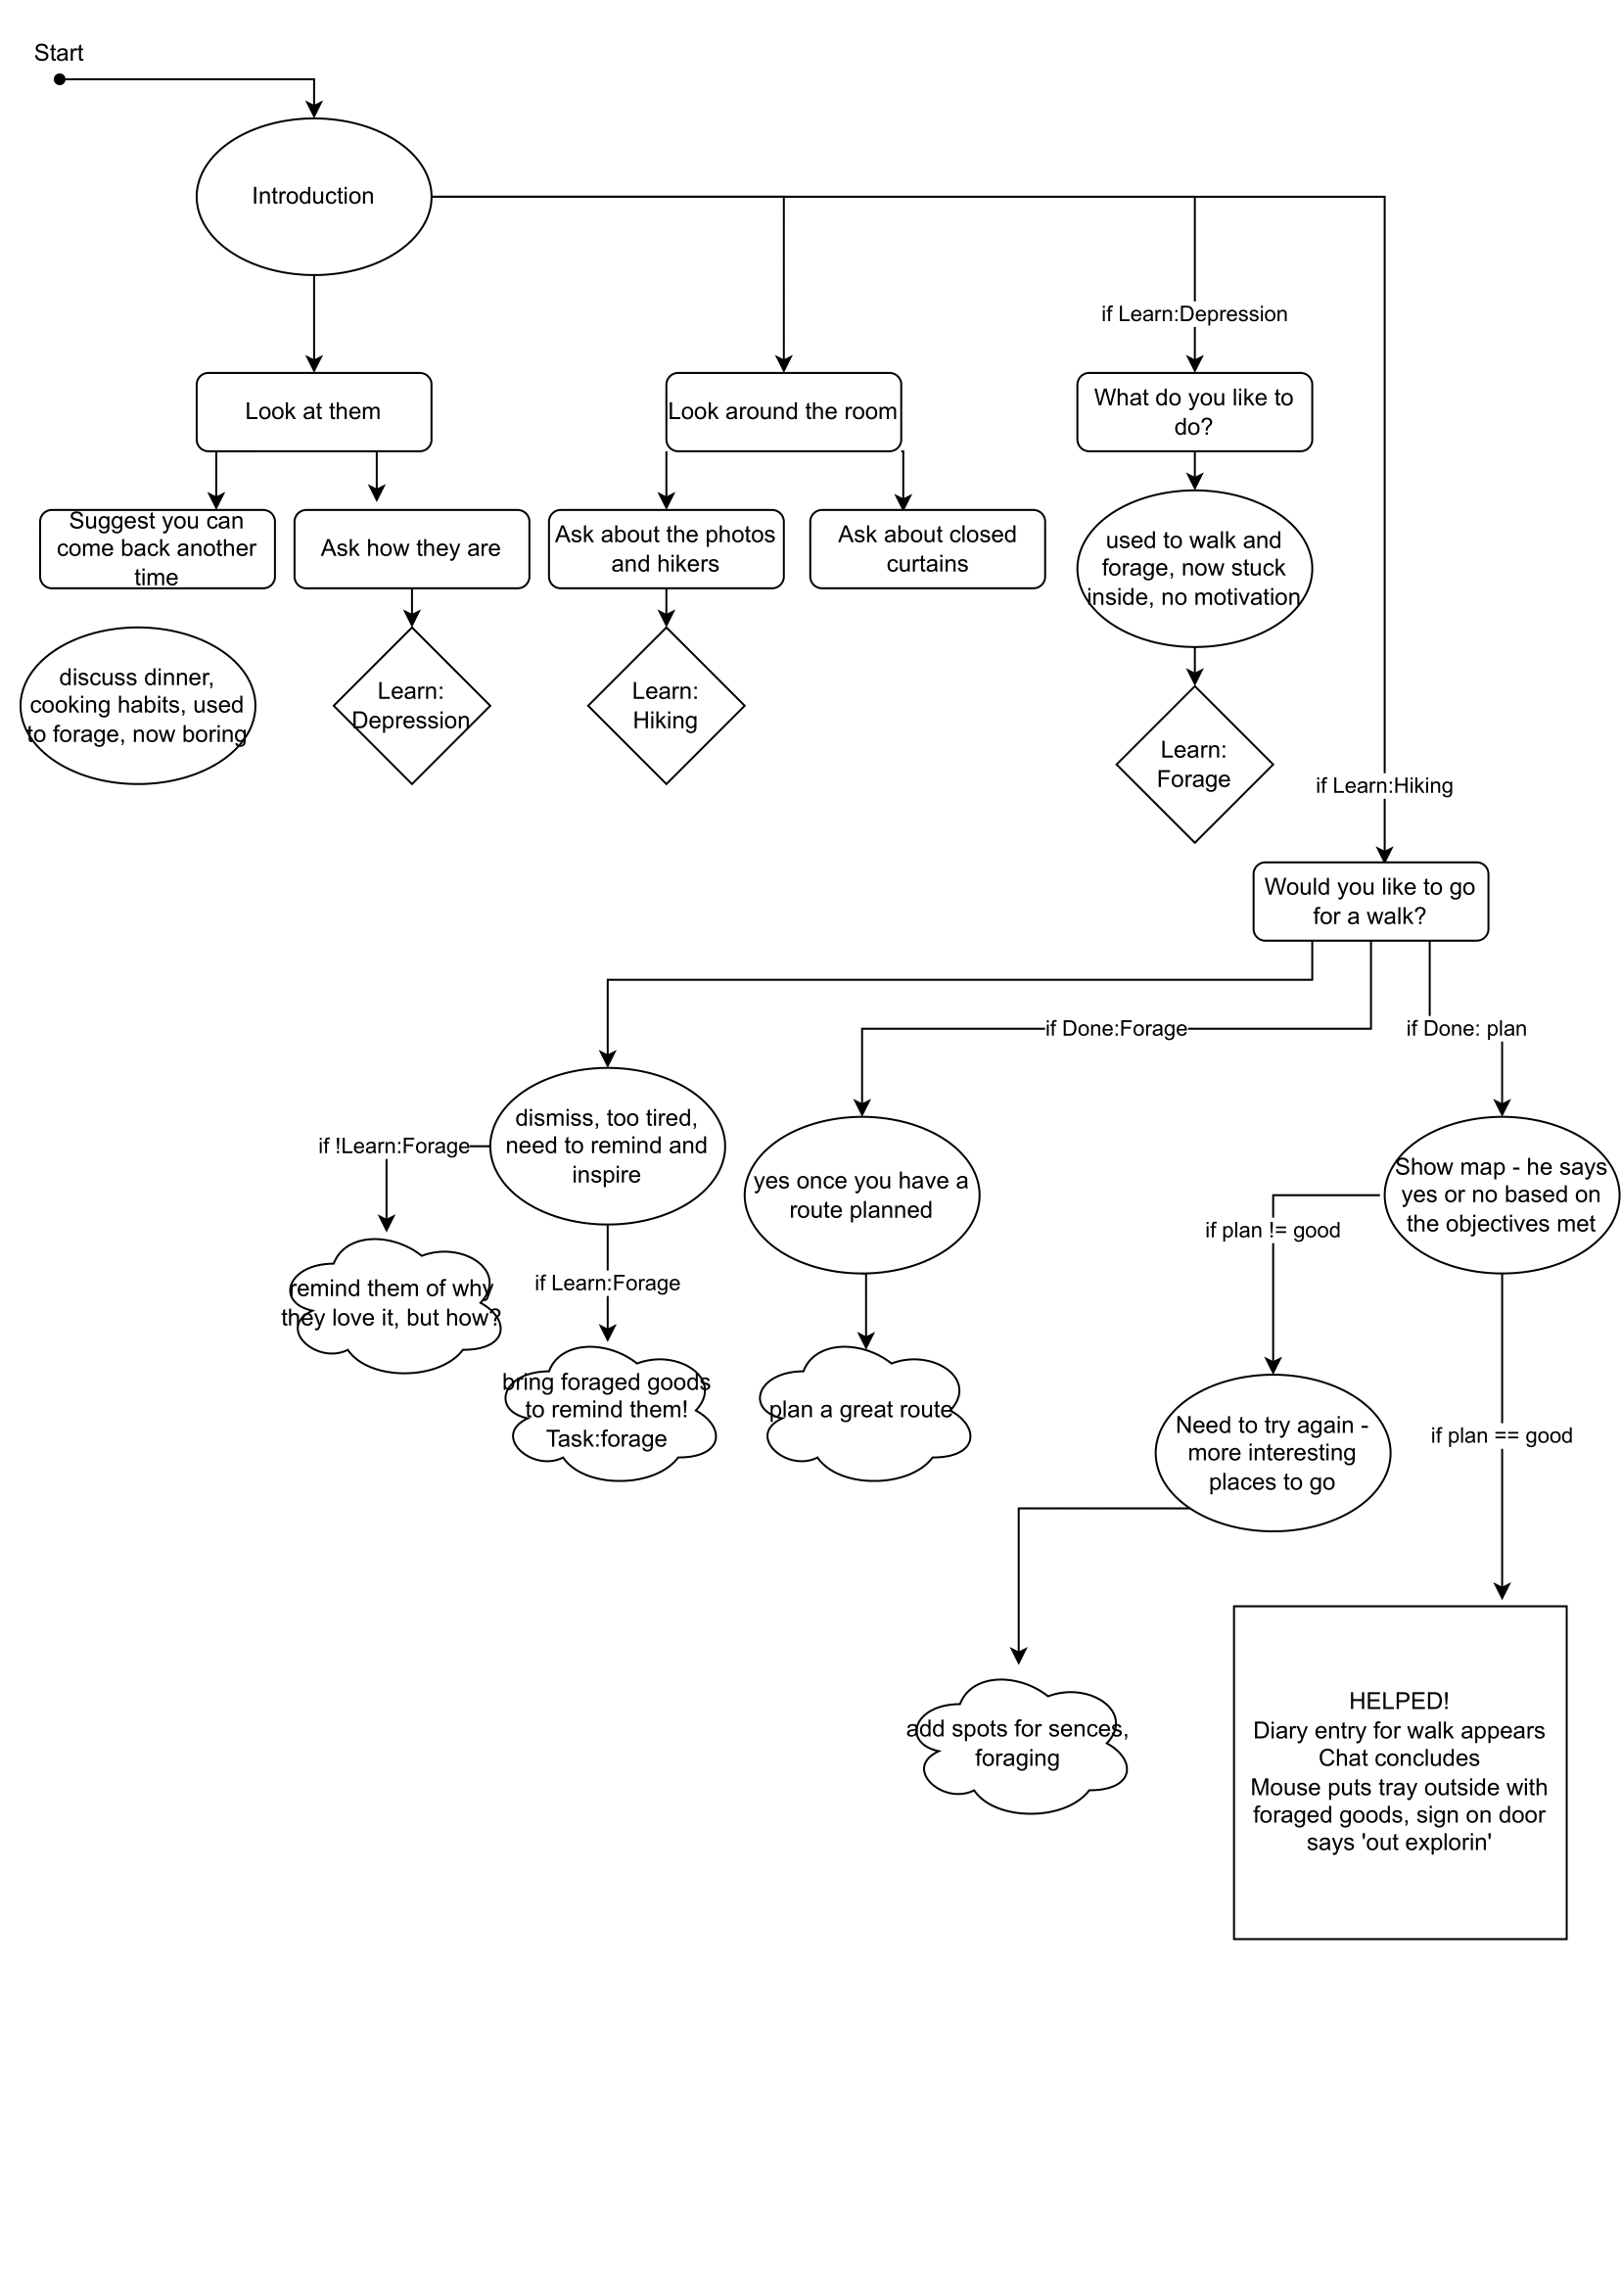 Start
Introduction
if Learn:Depression
Look at them
Look around the room
What do you like to
do?
Suggest you can
come back another
time
Ask how they are
Ask about the photos
and hikers
Ask about closed
curtains
used to walk and
forage, now stuck
inside, no motivation
discuss dinner,
cooking habits, used
to forage, now boring
Learn:
Depression
Learn:
Hiking
Learn:
Forage
if Learn:Hiking
Would you like to go
for a walk?
if Done:Forage
if Done: plan
dismiss, too tired,
need to remind and
inspire
if !Learn:Forage
yes once you have a
route planned
Show map - he says
yes or no based on
the objectives met
if plan != good
remind them of why
they love it, but how?
if Learn:Forage
bring foraged goods
to remind them!
Task:forage
plan a great route
Need to try again -
more interesting
places to go
if plan == good
add spots for sences,
foraging
HELPED!
Diary entry for walk appears
Chat concludes
Mouse puts tray outside with
foraged goods, sign on door
says 'out explorin'